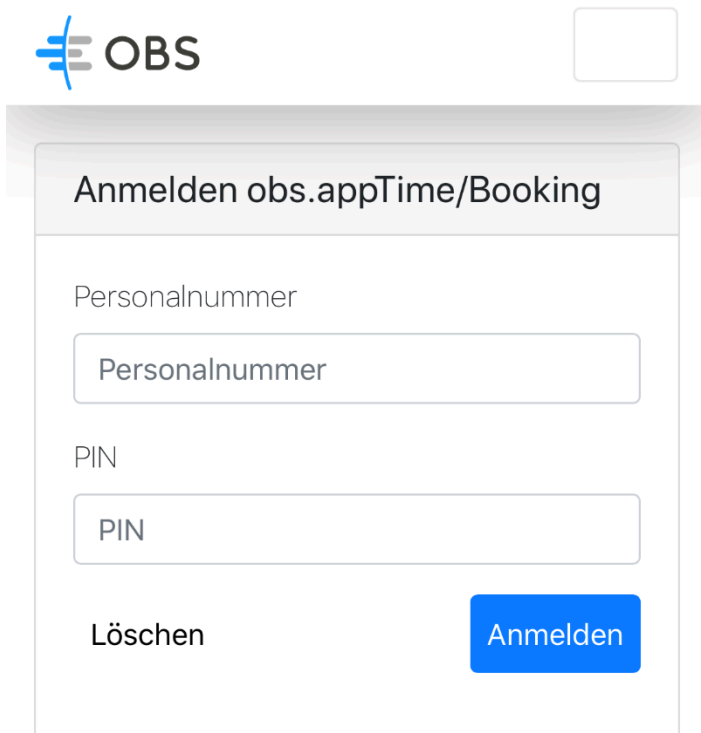 OBS
Anmelden obs.appTime/Booking
Personalnummer
Personalnummer
PIN
PIN
Löschen Anmelden